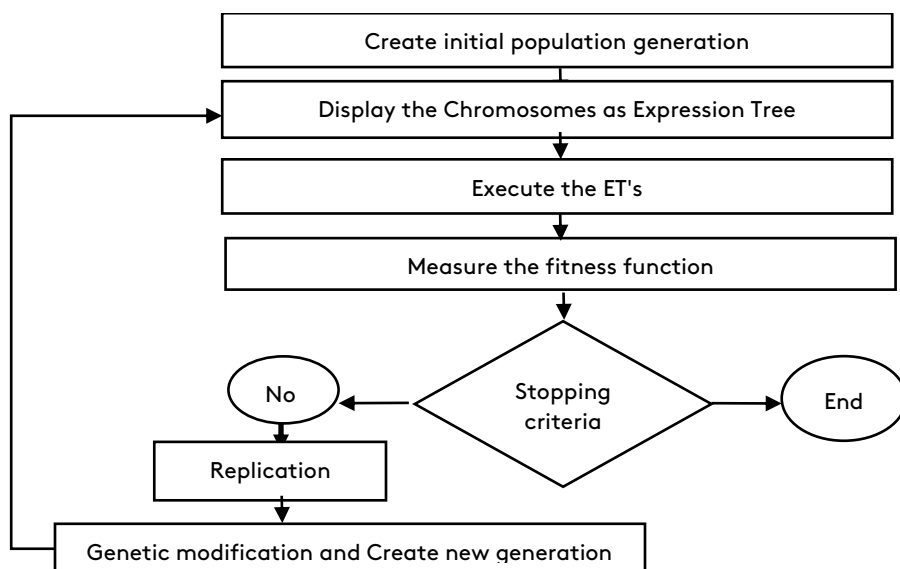 Create initial population generation
Display the Chromosomes as Expression Tree
Execute the ET's
Measure the fitness function
Stopping
criteria
No
End
Replication
Genetic modification and Create new generation